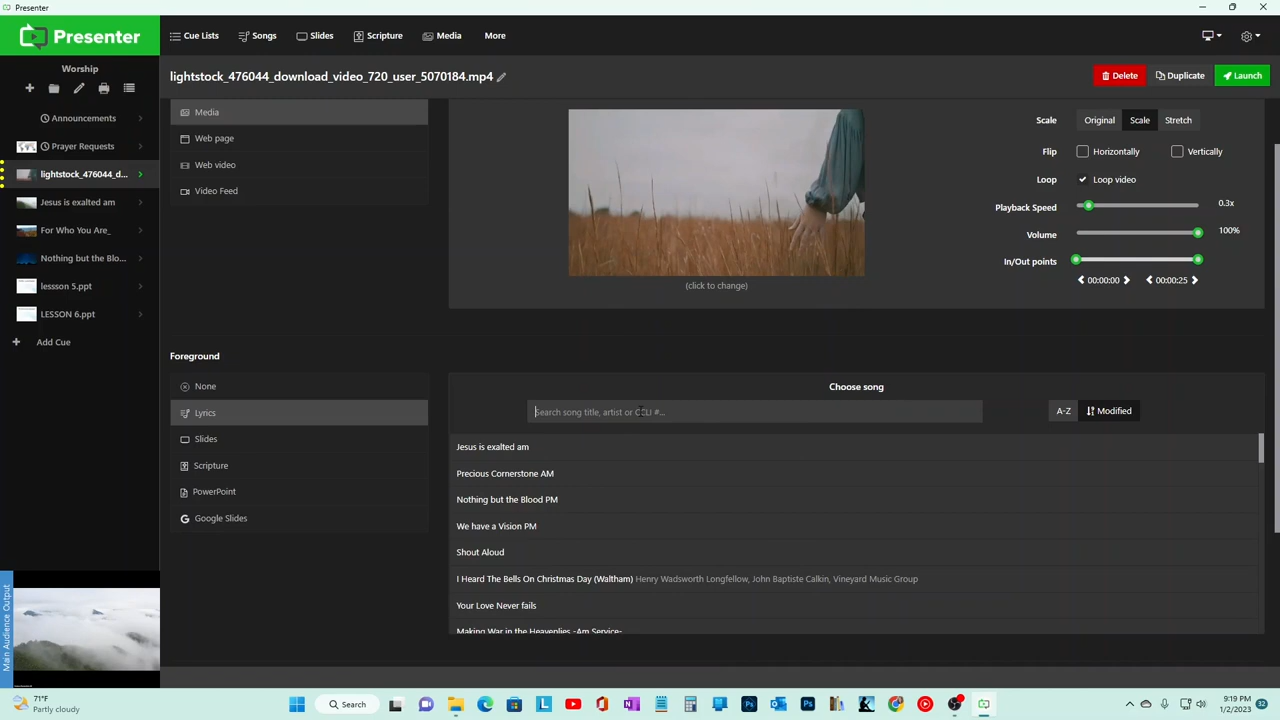 Presenter
Presenter
Cue Lists
Songs
Slides
Scripture
Media
More
Worship
lightstock_476044_download_video_720_user_5070184.mp4
Delete
Duplicate
Launch
Announcements
Prayer Requests
lightstock_476044_d...
Jesus is exalted am
For Who You Are_
Nothing but the Blo...
lessson 5.ppt
LESSON 6.ppt
Add Cue
Media
Web page
Web video
Video Feed
(click to change)
Scale
Original
Scale
Stretch
Flip
Horizontally
Vertically
Loop
Loop video
Playback Speed
0.3x
Volume
100%
In/Out points
00:00:00
00:00:25
Foreground
None
Lyrics
Slides
Scripture
PowerPoint
Google Slides
Choose song
Search song title, artist or CCLI #...
A-Z
Modified
Jesus is exalted am
Precious Cornerstone AM
Nothing but the Blood PM
We have a Vision PM
Shout Aloud
I Heard The Bells On Christmas Day (Waltham) Henry Wadsworth Longfellow, John Baptiste Calkin, Vineyard Music Group
Your Love Never fails
Making War in the Heavenlies -Am Service-
Main Audience Output
71°F
Partly cloudy
Search
9:19 PM
1/2/2023